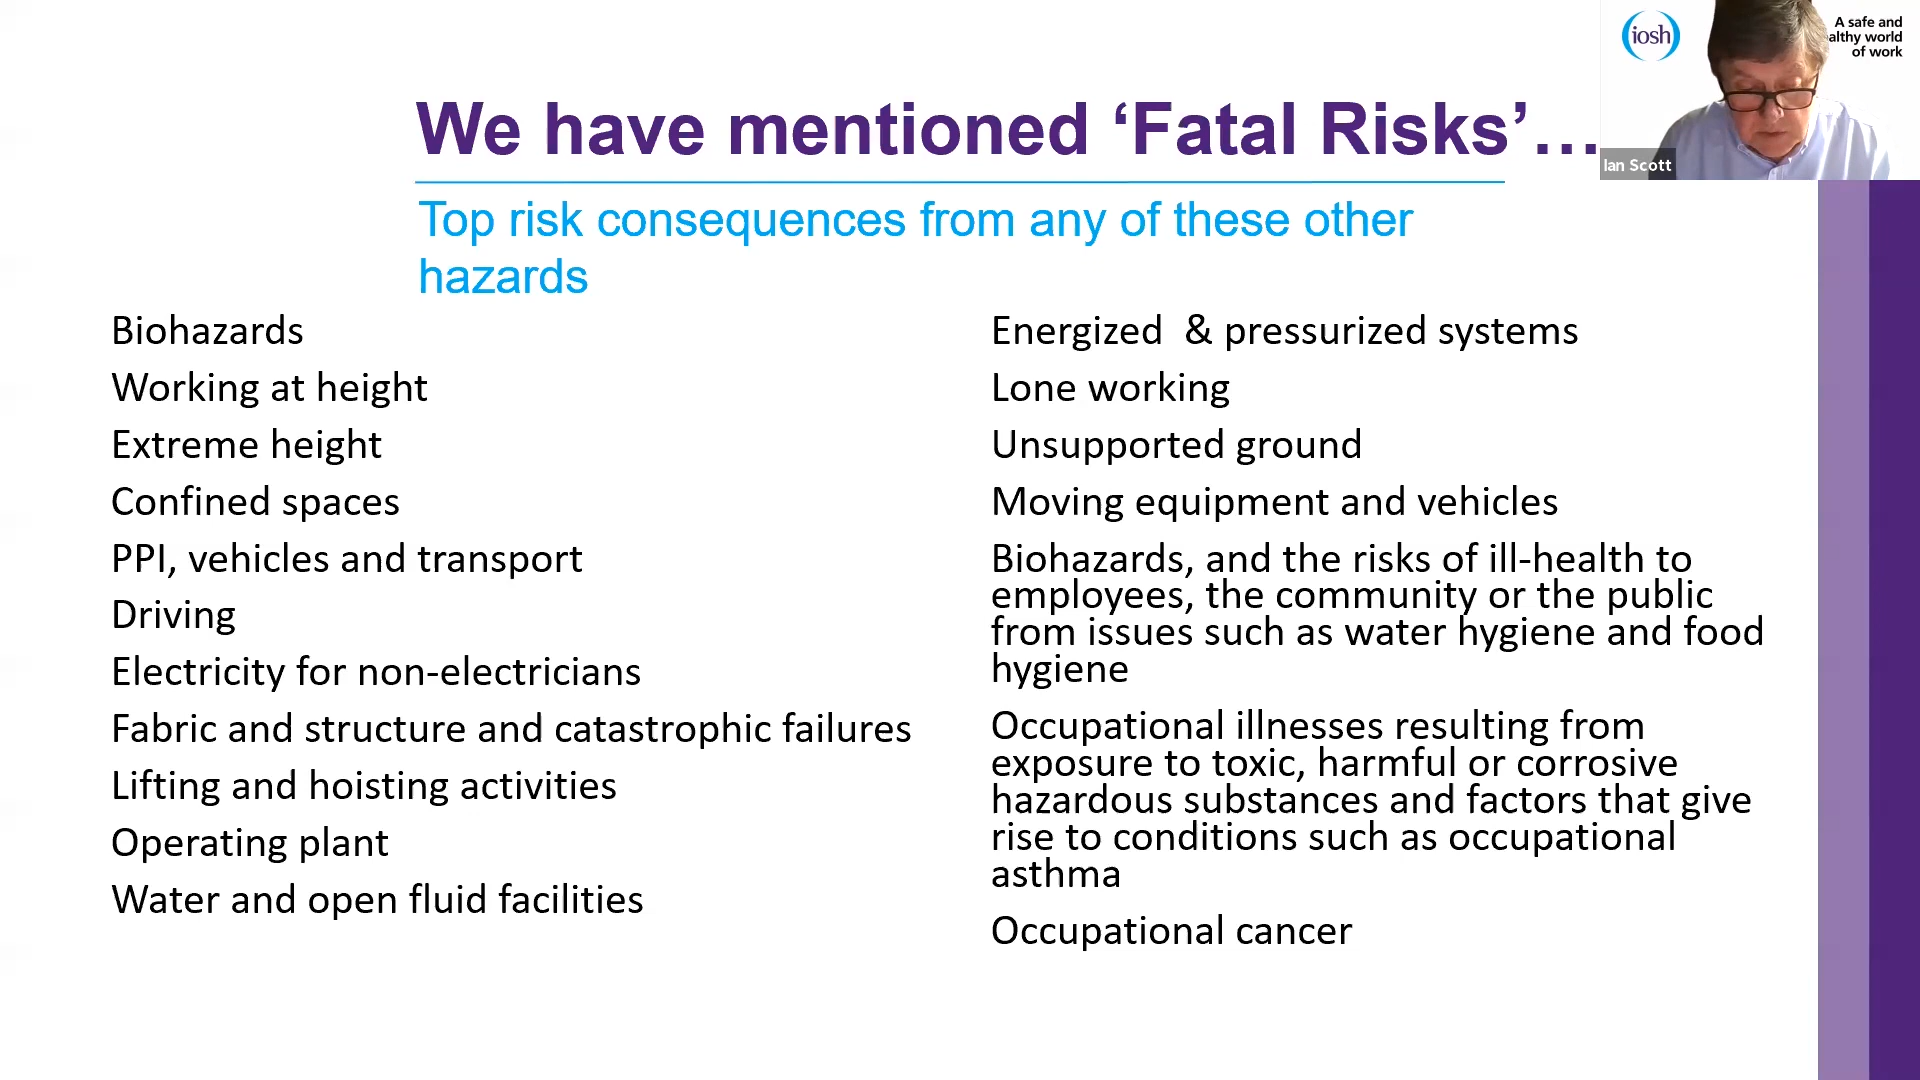 iosh
A safe and
althy world
of work
Ian Scott
We have mentioned ‘Fatal Risks’...
Top risk consequences from any of these other
hazards
Biohazards
Working at height
Extreme height
Confined spaces
PPI, vehicles and transport
Driving
Electricity for non-electricians
Fabric and structure and catastrophic failures
Lifting and hoisting activities
Operating plant
Water and open fluid facilities
Energized  & pressurized systems
Lone working
Unsupported ground
Moving equipment and vehicles
Biohazards, and the risks of ill-health to
employees, the community or the public
from issues such as water hygiene and food
hygiene
Occupational illnesses resulting from
exposure to toxic, harmful or corrosive
hazardous substances and factors that give
rise to conditions such as occupational
asthma
Occupational cancer